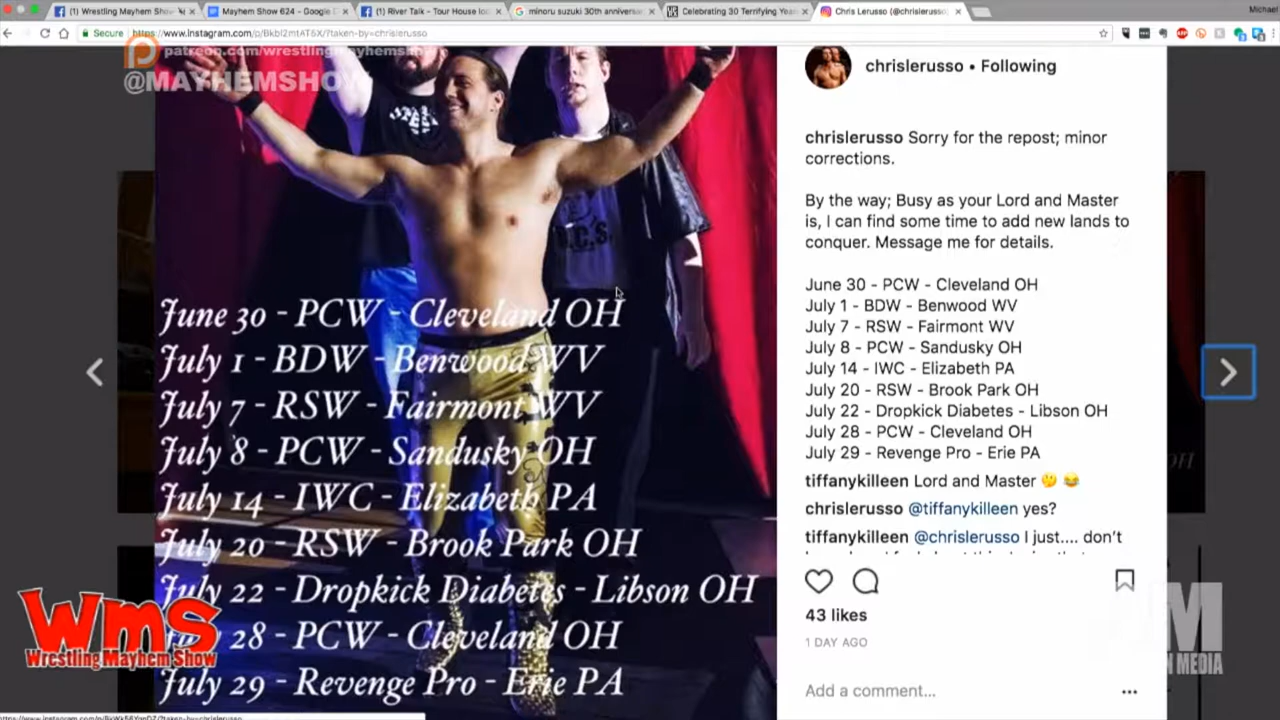 Wrestling Mayhem Show
Mayhem Show 624 - Google D
(1) River Talk - Tour House lo
minoru suzuki 30th anniversar
Celebrating 30 Terrifying Year
Chris Lerusso (@chrislerusso
Michael
Secure
patreon.com/wrestlingmayhemshow
@MAYHEMSHOW
chrislerusso • Following
chrislerusso Sorry for the repost; minor
corrections.
By the way; Busy as your Lord and Master
is, I can find some time to add new lands to
conquer. Message me for details.
June 30 - PCW - Cleveland OH
July 1 - BDW - Benwood WV
July 7 - RSW - Fairmont WV
July 8 - PCW - Sandusky OH
July 14 - IWC - Elizabeth PA
July 20 - RSW - Brook Park OH
July 22 - Dropkick Diabetes - Libson OH
July 28 - PCW - Cleveland OH
July 29 - Revenge Pro - Erie PA
tiffanykilleen Lord and Master 🤔 😂
chrislerusso @tiffanykilleen yes?
tiffanykilleen @chrislerusso I just.... don't
43 likes
1 DAY AGO
Add a comment...
June 30 - PCW - Cleveland OH
July 1 - BDW - Benwood WV
July 7 - RSW - Fairmont WV
July 8 - PCW - Sandusky OH
July 14 - IWC - Elizabeth PA
July 20 - RSW - Brook Park OH
July 22 - Dropkick Diabetes - Libson OH
July 28 - PCW - Cleveland OH
July 29 - Revenge Pro - Erie PA
wms
Wrestling Mayhem Show
MEDIA